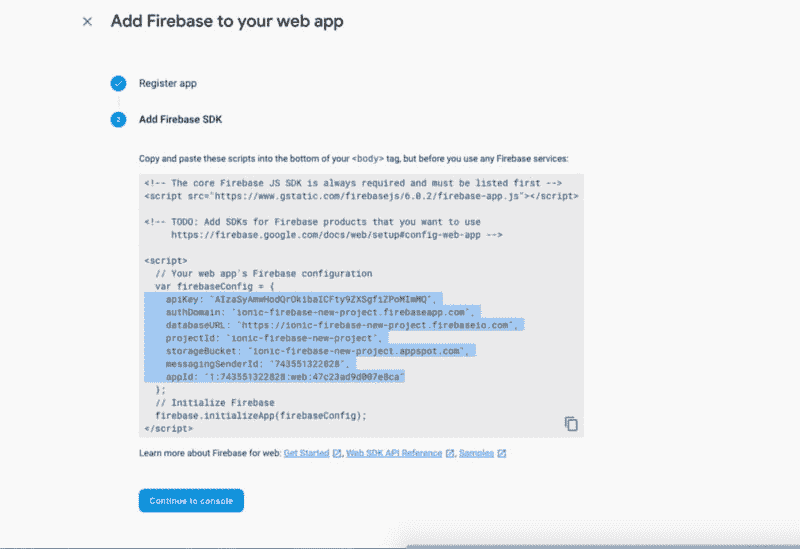 Add Firebase to your web app
Register app
2 Add Firebase SDK
Copy and paste these scripts into the bottom of your <body> tag, but before you use any Firebase services:
<!-- The core Firebase JS SDK is always required and must be listed first -->
<script src="https://www.gstatic.com/firebasejs/6.0.2/firebase-app.js"></script>
<!-- TODO: Add SDKs for Firebase products that you want to use
https://firebase.google.com/docs/web/setup#config-web-app -->
<script>
// Your web app's Firebase configuration
var firebaseConfig = {
apiKey:
authDomain: "ionic-firebase-new-project.firebaseapp.com",
databaseURL: "https://ionic-firebase-new-project.firebaseio.com",
projectId: "ionic-firebase-new-project",
storageBucket: "ionic-firebase-new-project.appspot.com",
messagingSenderId: "743551322828",
appId: "1:743551322828:web:47c23ad9d007e8ca"
};
// Initialize Firebase
firebase.initializeApp(firebaseConfig);
</script>
Learn more about Firebase for web: Get Started, Web SDK API Reference, Samples
Continue to console